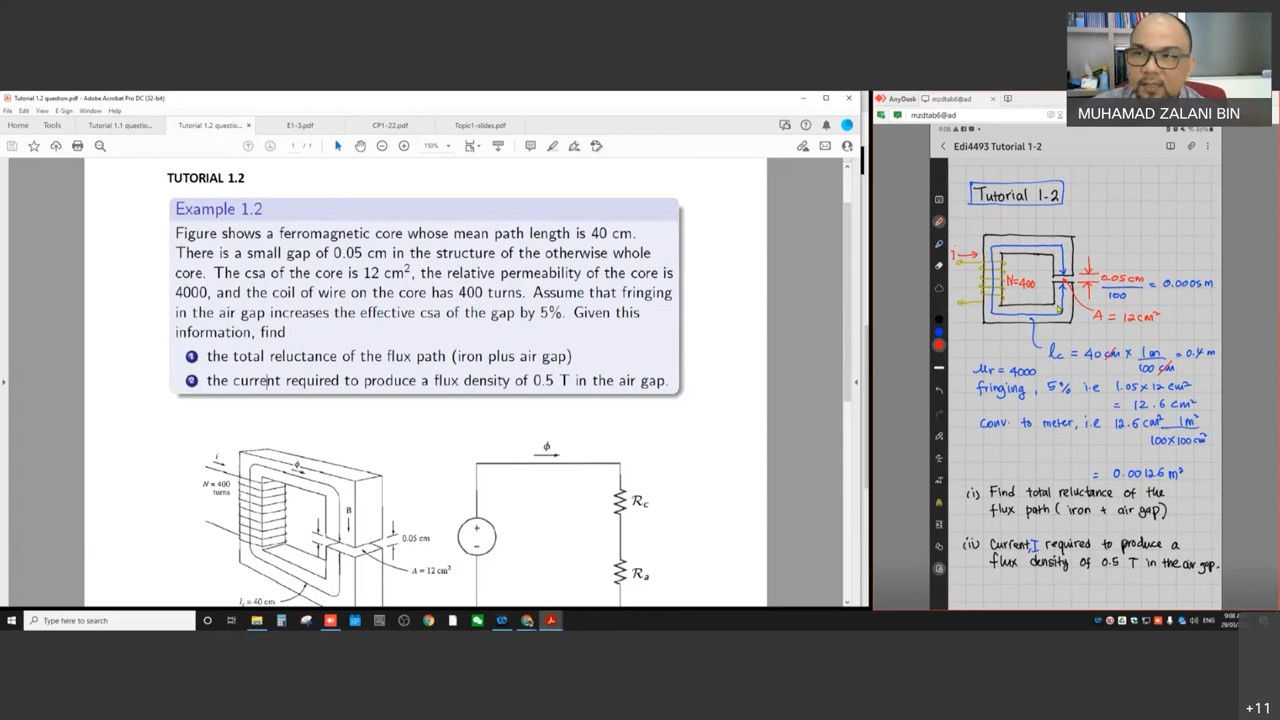 Tutorial 1.2 question.pdf - Adobe Acrobat Pro DC (32-bit)
File Edit View E-Sign Window Help
Home Tools Tutorial 1.1 questio... Tutorial 1.2 questio... × E1-3.pdf CP1-22.pdf Topic1-slides.pdf
1 / 1 150%
TUTORIAL 1.2
Example 1.2
Figure shows a ferromagnetic core whose mean path length is 40 cm.
There is a small gap of 0.05 cm in the structure of the otherwise whole
core. The csa of the core is 12 cm², the relative permeability of the core is
4000, and the coil of wire on the core has 400 turns. Assume that fringing
in the air gap increases the effective csa of the gap by 5%. Given this
information, find
1 the total reluctance of the flux path (iron plus air gap)
2 the current required to produce a flux density of 0.5 T in the air gap.
i
ϕ
N = 400
turns
B
0.05 cm
A = 12 cm²
l꜀ = 40 cm
ϕ
+
−
R꜀
Rₐ
AnyDesk mzdtab6@ad ×
mzdtab6@ad
MUHAMAD ZALANI BIN
9:08
Edi4493 Tutorial 1-2
Tutorial 1-2
N=400
0.05 cm
100
= 0.0005 m
A = 12 cm²
lc = 40 cm × 1m = 0.4 m
100 cm
Mr = 4000
fringing, 5% i.e 1.05 × 12 cm²
= 12.6 cm²
Conv. to meter, i.e 12.6 cm² 1m²
100×100cm²
= 0.00126 m²
(i) Find total reluctance of the
flux path (iron + air gap)
(ii) Current, I required to produce a
flux density of 0.5 T in the air gap.
Type here to search
ENG
9:08
+11